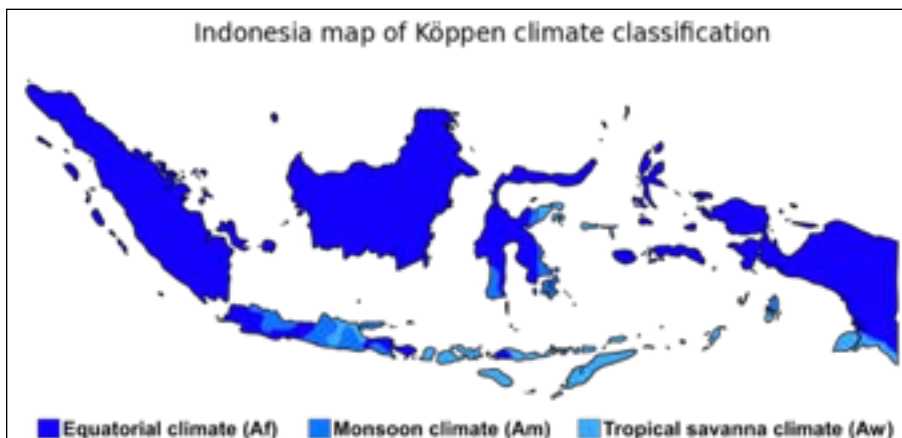 Indonesia map of Köppen climate classification
Equatorial climate (Af) Monsoon climate (Am) Tropical savanna climate (Aw)